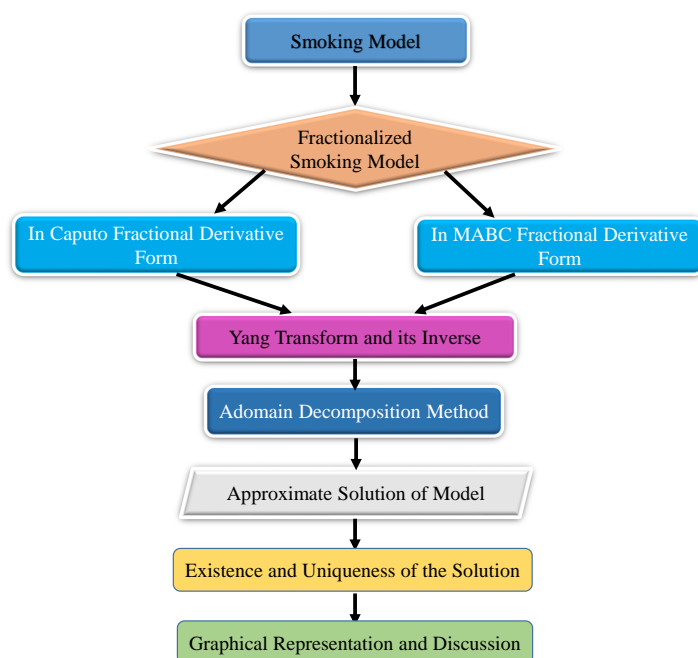 Smoking Model
Fractionalized
Smoking Model
In Caputo Fractional Derivative
Form
In MABC Fractional Derivative
Form
Yang Transform and its Inverse
Adomain Decomposition Method
Approximate Solution of Model
Existence and Uniqueness of the Solution
Graphical Representation and Discussion